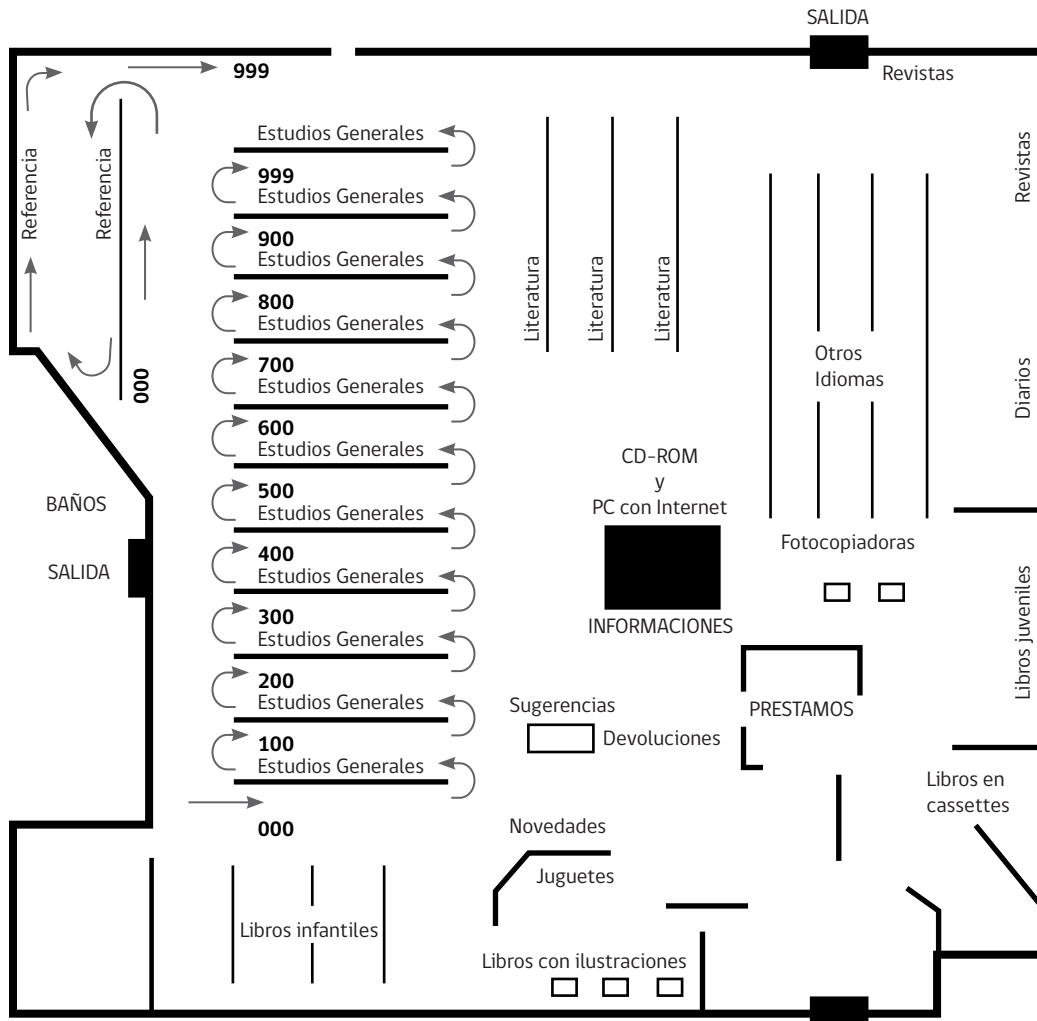 SALIDA
Revistas
999
Referencia
Referencia
000
Estudios Generales
999
Estudios Generales
900
Estudios Generales
800
Estudios Generales
700
Estudios Generales
600
Estudios Generales
500
Estudios Generales
400
Estudios Generales
300
Estudios Generales
200
Estudios Generales
100
Estudios Generales
000
Literatura
Literatura
Literatura
Otros
Idiomas
Revistas
Diarios
BAÑOS
SALIDA
CD-ROM
y
PC con Internet
INFORMACIONES
Fotocopiadoras
Libros juveniles
PRESTAMOS
Sugerencias
Devoluciones
Libros en
cassettes
Novedades
Juguetes
Libros infantiles
Libros con ilustraciones